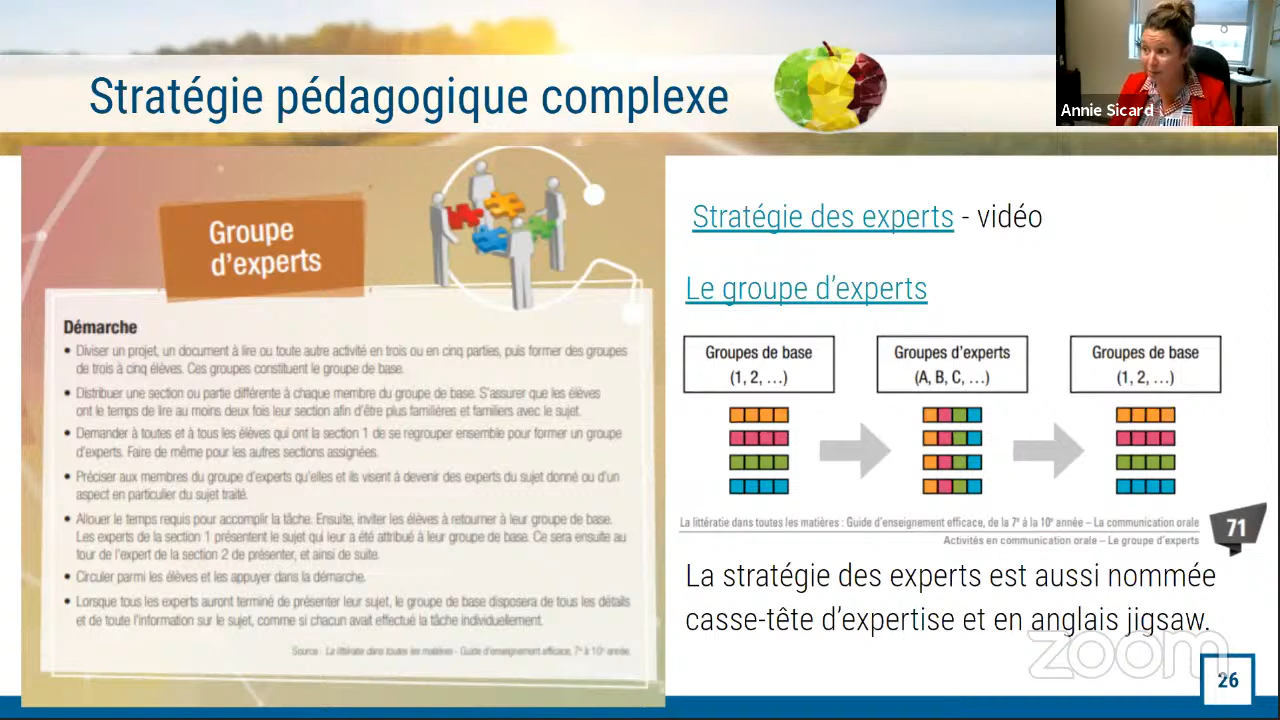 Stratégie pédagogique complexe
Annie Sicard
Groupe
d'experts
Démarche
• Diviser un projet, un document à lire ou toute autre activité en trois ou en cinq parties, puis former des groupes
de trois à cinq élèves. Ces groupes constituent le groupe de base.
• Distribuer une section ou partie différente à chaque membre du groupe de base. S'assurer que les élèves
ont le temps de lire au moins deux fois leur section afin d'être plus familières et familiers avec le sujet.
• Demander à toutes et à tous les élèves qui ont la section 1 de se regrouper ensemble pour former un groupe
d'experts. Faire de même pour les autres sections assignées.
• Préciser aux membres du groupe d'experts qu'elles et ils visent à devenir des experts du sujet donné ou d'un
aspect en particulier du sujet traité.
• Allouer le temps requis pour accomplir la tâche. Ensuite, inviter les élèves à retourner à leur groupe de base.
Les experts de la section 1 présentent le sujet qui leur a été attribué à leur groupe de base. Ce sera ensuite au
tour de l'expert de la section 2 de présenter, et ainsi de suite.
• Circuler parmi les élèves et les appuyer dans la démarche.
• Lorsque tous les experts auront terminé de présenter leur sujet, le groupe de base disposera de tous les détails
et de toute l'information sur le sujet, comme si chacun avait effectué la tâche individuellement.
Source : La littératie dans toutes les matières - Guide d'enseignement efficace, 7e à 10e année.
Stratégie des experts - vidéo
Le groupe d'experts
Groupes de base
(1, 2, …)
Groupes d'experts
(A, B, C, …)
Groupes de base
(1, 2, …)
La littératie dans toutes les matières : Guide d'enseignement efficace, de la 7e à la 10e année – La communication orale
Activités en communication orale – Le groupe d'experts
71
La stratégie des experts est aussi nommée
casse-tête d'expertise et en anglais jigsaw.
zoom
26